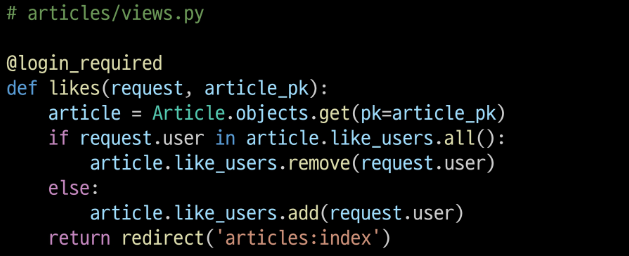 # articles/views.py
@login_required
def likes(request, article_pk):
    article = Article.objects.get(pk=article_pk)
    if request.user in article.like_users.all():
        article.like_users.remove(request.user)
    else:
        article.like_users.add(request.user)
    return redirect('articles:index')